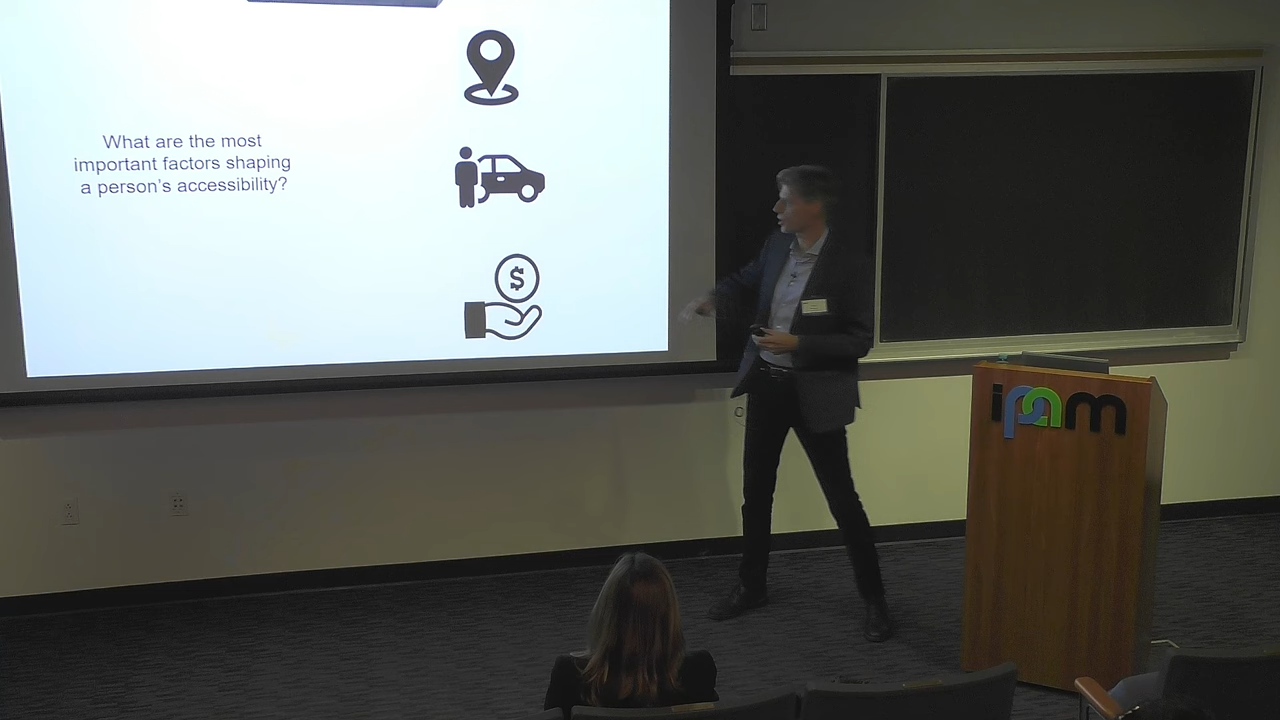 What are the most
important factors shaping
a person's accessibility?
$
ipam